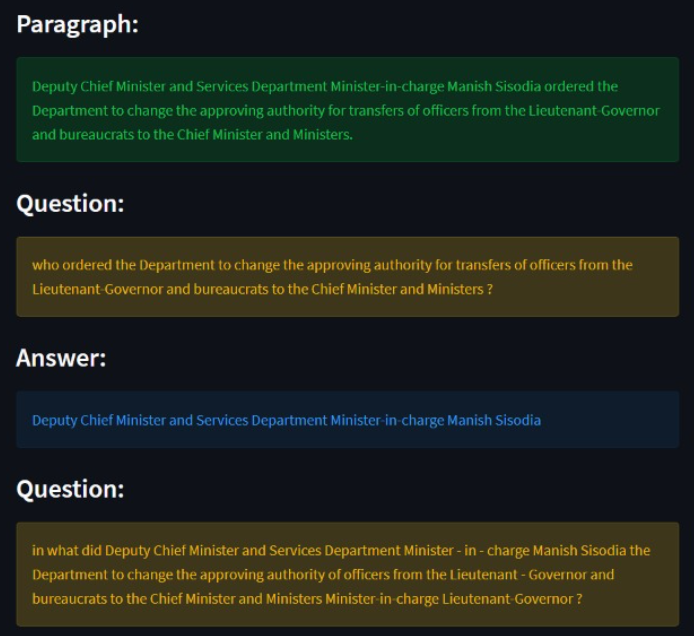 Paragraph:
Deputy Chief Minister and Services Department Minister-in-charge Manish Sisodia ordered the
Department to change the approving authority for transfers of officers from the Lieutenant-Governor
and bureaucrats to the Chief Minister and Ministers.
Question:
who ordered the Department to change the approving authority for transfers of officers from the
Lieutenant-Governor and bureaucrats to the Chief Minister and Ministers ?
Answer:
Deputy Chief Minister and Services Department Minister-in-charge Manish Sisodia
Question:
in what did Deputy Chief Minister and Services Department Minister - in - charge Manish Sisodia the
Department to change the approving authority of officers from the Lieutenant - Governor and
bureaucrats to the Chief Minister and Ministers Minister-in-charge Lieutenant-Governor ?